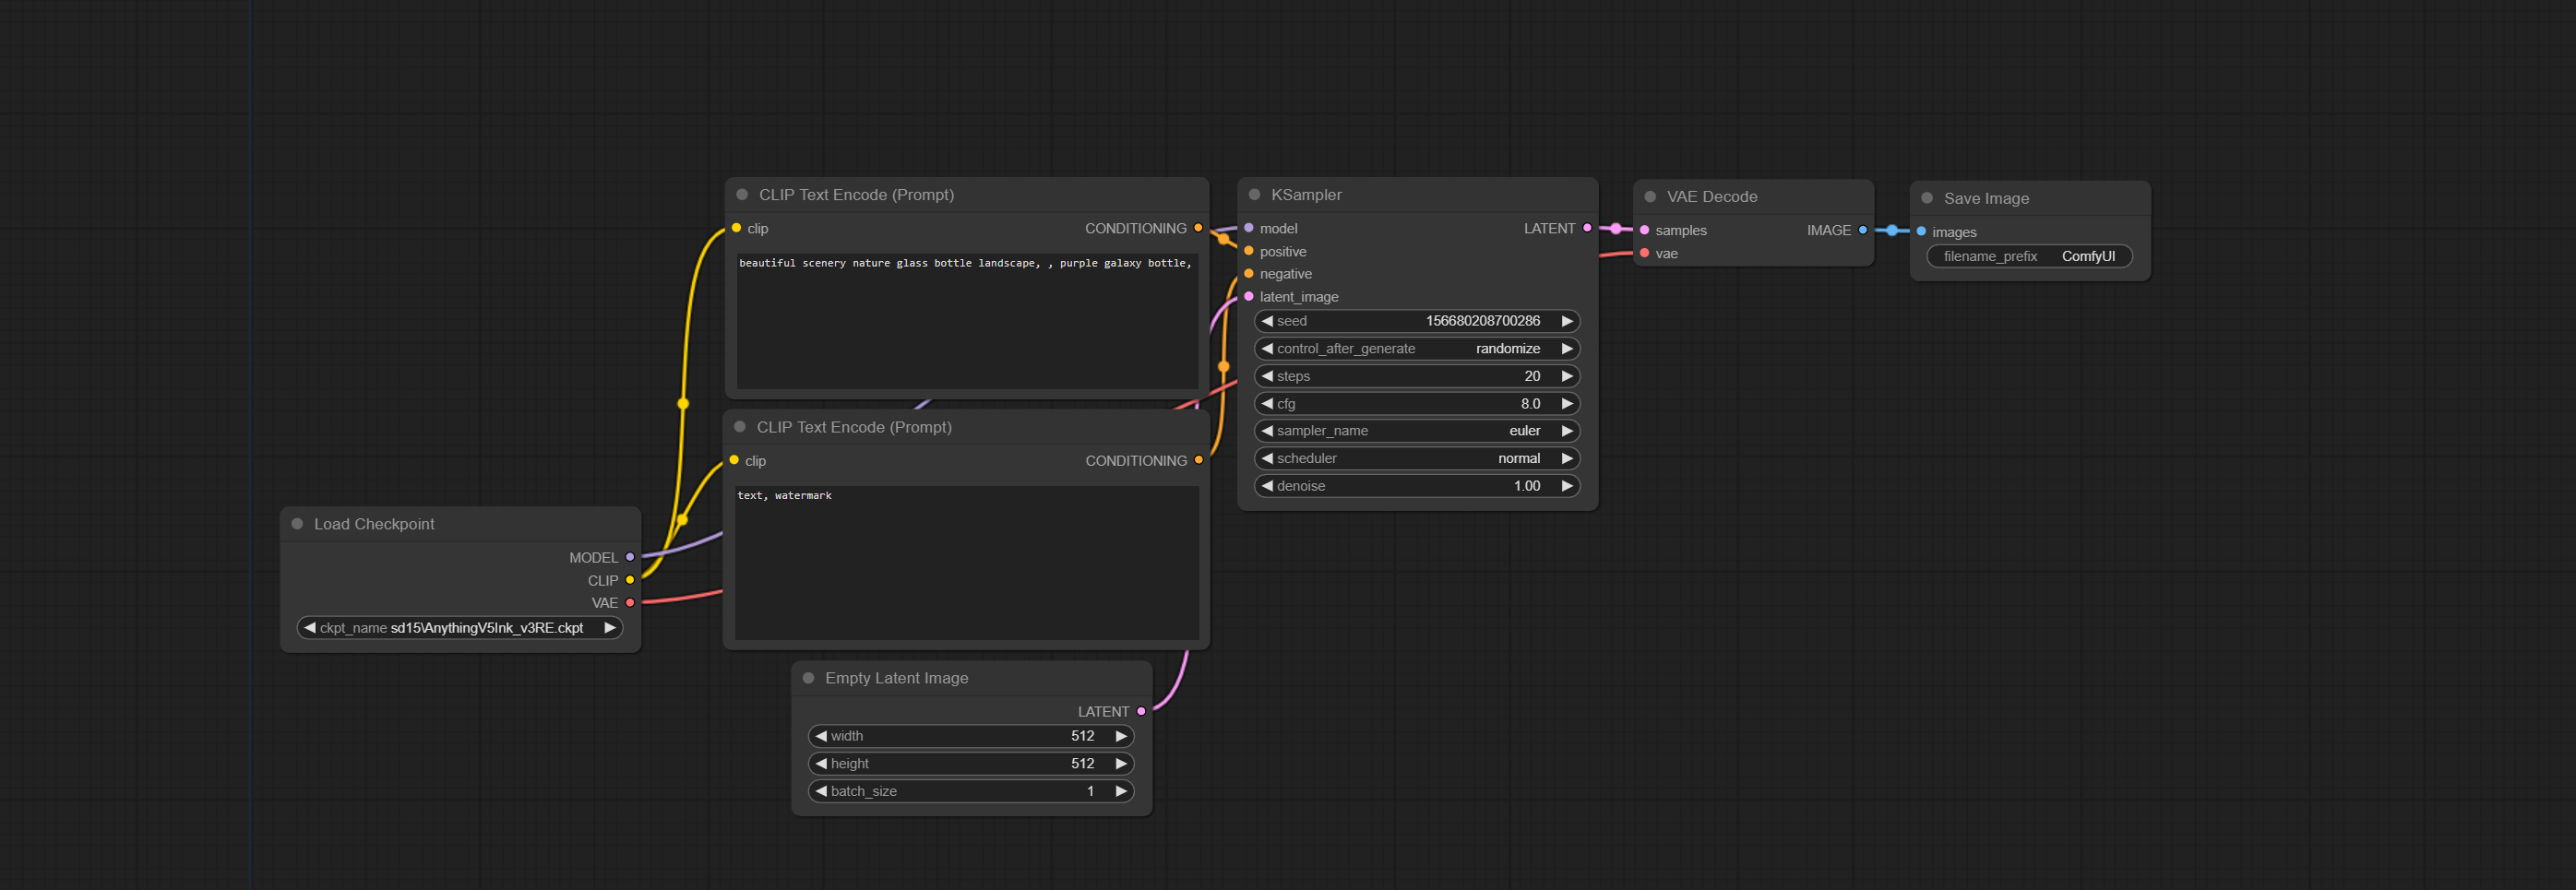 CLIP Text Encode (Prompt)
clip CONDITIONING
beautiful scenery nature glass bottle landscape, , purple galaxy bottle,
CLIP Text Encode (Prompt)
clip CONDITIONING
text, watermark
Load Checkpoint
MODEL
CLIP
VAE
ckpt_name sd15\AnythingV5Ink_v3RE.ckpt
Empty Latent Image
LATENT
width 512
height 512
batch_size 1
KSampler
model LATENT
positive
negative
latent_image
seed 156680208700286
control_after_generate randomize
steps 20
cfg 8.0
sampler_name euler
scheduler normal
denoise 1.00
VAE Decode
samples IMAGE
vae
Save Image
images
filename_prefix ComfyUI